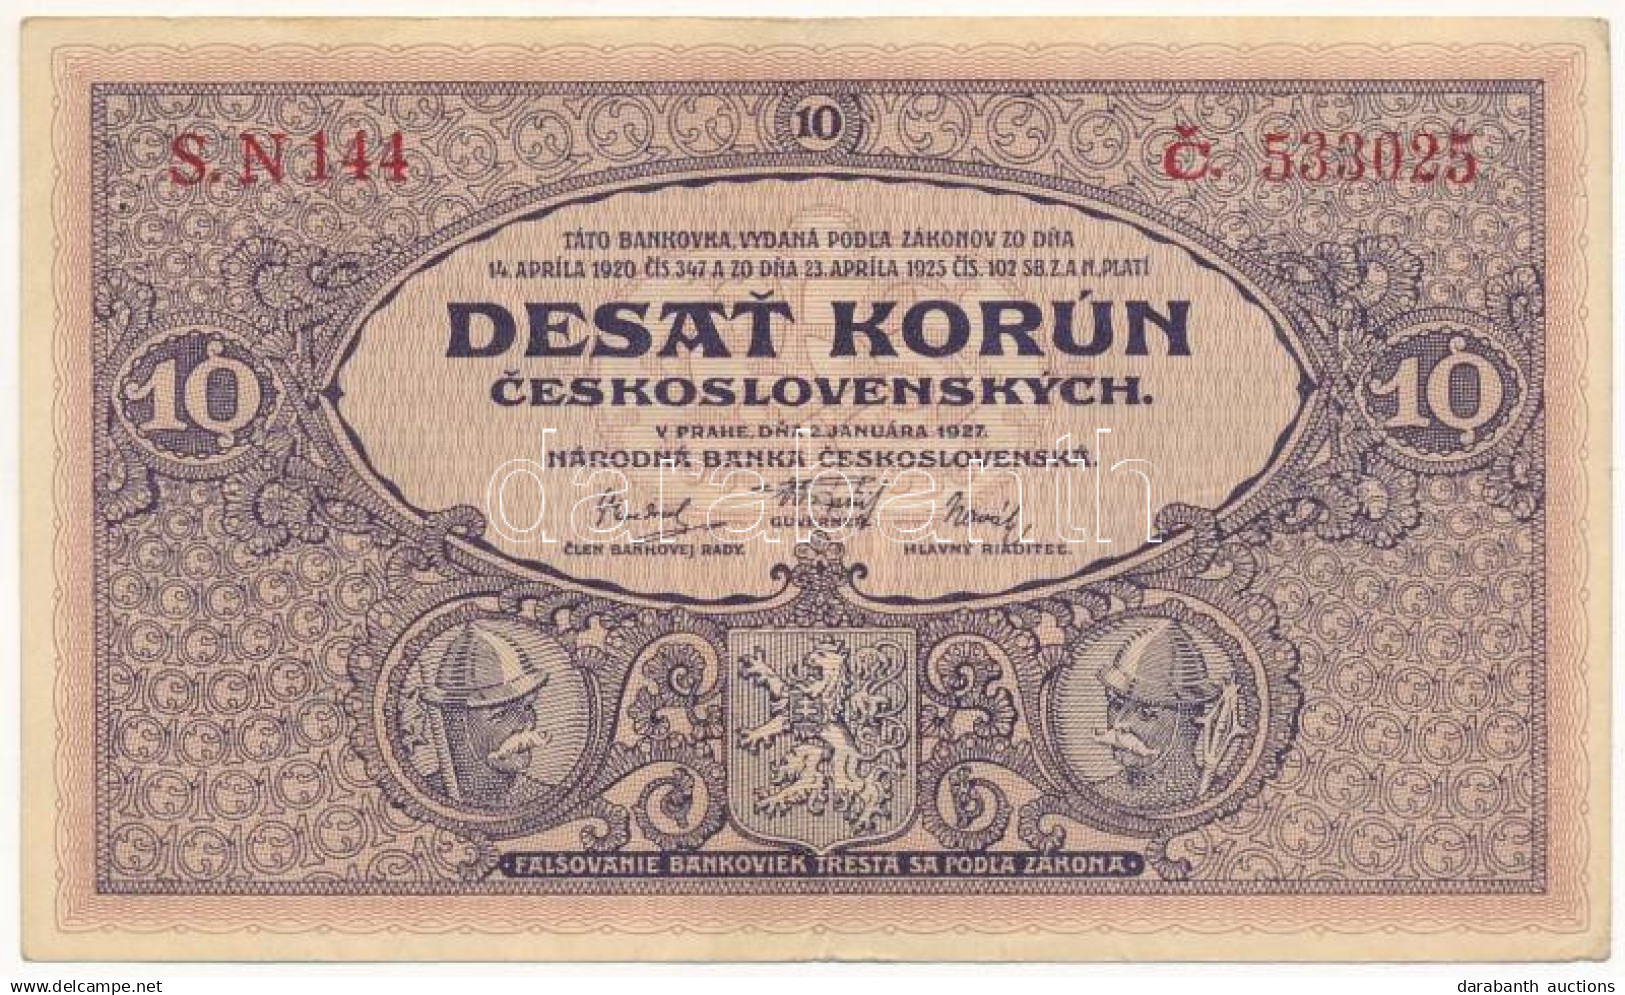 10
S.N 144
Č. 533025
TÁTO BANKOVKA, VYDANÁ PODĽA ZÁKONOV ZO DŇA
14. APRÍLA 1920 ČÍS 347 A ZO DŇA 23. APRÍLA 1925 ČÍS. 102 SB. Z. A N. PLATÍ
DESAŤ KORÚN
ČESKOSLOVENSKÝCH.
10
10
V PRAHE, DŇA 2. JANUÁRA 1927.
NÁRODNÁ BANKA ČESKOSLOVENSKÁ.
darabanth
GUVERNÉR.
ČLEN BANKOVEJ RADY.
HLAVNÝ RIADITEĽ.
FALŠOVANIE BANKOVIEK TRESTÁ SA PODĽA ZÁKONA
delcampe.net
darabanth auctions